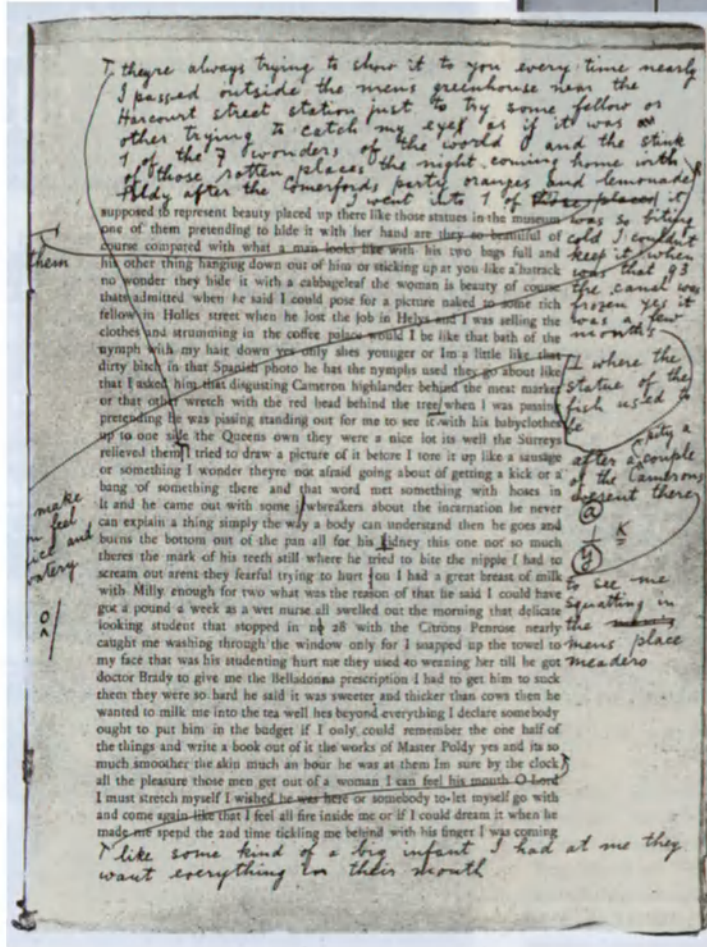 T theyre always trying to show it to you every time nearly
I passed outside the mens greenhouse near the
Harcourt street station just to try some fellow or
other trying to catch my eye as if it was
1 of the 7 wonders of the world O and the stink
of those rotten places the night coming home with
Poldy after the Comerfords party oranges and lemonade
I went into 1 of those places it
was so biting
cold I couldnt
keep it when
was that 93
the canal was
frozen yes it
was a few
months
supposed to represent beauty placed up there like those statues in the museum
one of them pretending to hide it with her hand are they so beautiful of
course compared with what a man looks like with his two bags full and
his other thing hanging down out of him or sticking up at you like a hatrack
no wonder they hide it with a cabbageleaf the woman is beauty of course
thats admitted when he said I could pose for a picture naked to some rich
fellow in Holles street when he lost the job in Helys and I was selling the
clothes and strumming in the coffee palace would I be like that bath of the
nymph with my hair down yes only shes younger or Im a little like that
dirty bitch in that Spanish photo he has the nymphs used they go about like
that I asked him that disgusting Cameron highlander behind the meat market
or that other wretch with the red head behind the tree when I was passing
pretending he was pissing standing out for me to see it with his babyclothes
up to one side the Queens own they were a nice lot its well the Surreys
relieved them I tried to draw a picture of it before I tore it up like a sausage
or something I wonder theyre not afraid going about of getting a kick or a
bang of something there and that word met something with hoses in
it and he came out with some jawbreakers about the incarnation he never
can explain a thing simply the way a body can understand then he goes and
burns the bottom out of the pan all for his kidney this one not so much
theres the mark of his teeth still where he tried to bite the nipple I had to
scream out arent they fearful trying to hurt you I had a great breast of milk
with Milly enough for two what was the reason of that he said I could have
got a pound a week as a wet nurse all swelled out the morning that delicate
looking student that stopped in no 28 with the Citrons Penrose nearly
caught me washing through the window only for I snapped up the towel to
my face that was his studenting hurt me they used to weaning her till he got
doctor Brady to give me the Belladonna prescription I had to get him to suck
them they were so hard he said it was sweeter and thicker than cows then he
wanted to milk me into the tea well hes beyond everything I declare somebody
ought to put him in the budget if I only could remember the one half of
the things and write a book out of it the works of Master Poldy yes and its so
much smoother the skin much an hour he was at them Im sure by the clock
all the pleasure those men get out of a woman I can feel his mouth O Lord
I must stretch myself I wished he was here or somebody to let myself go with
and come again like that I feel all fire inside me or if I could dream it when he
made me spend the 2nd time tickling me behind with his finger I was coming
them
where the
statue of the
fish used to
be
pity a
after a couple
of the Camerons
werent there
a
K
y
to see me
squatting in
the
mens place
meadero
make
feel
nice and
watery
T like some kind of a big infant I had at me they
want everything in their mouth